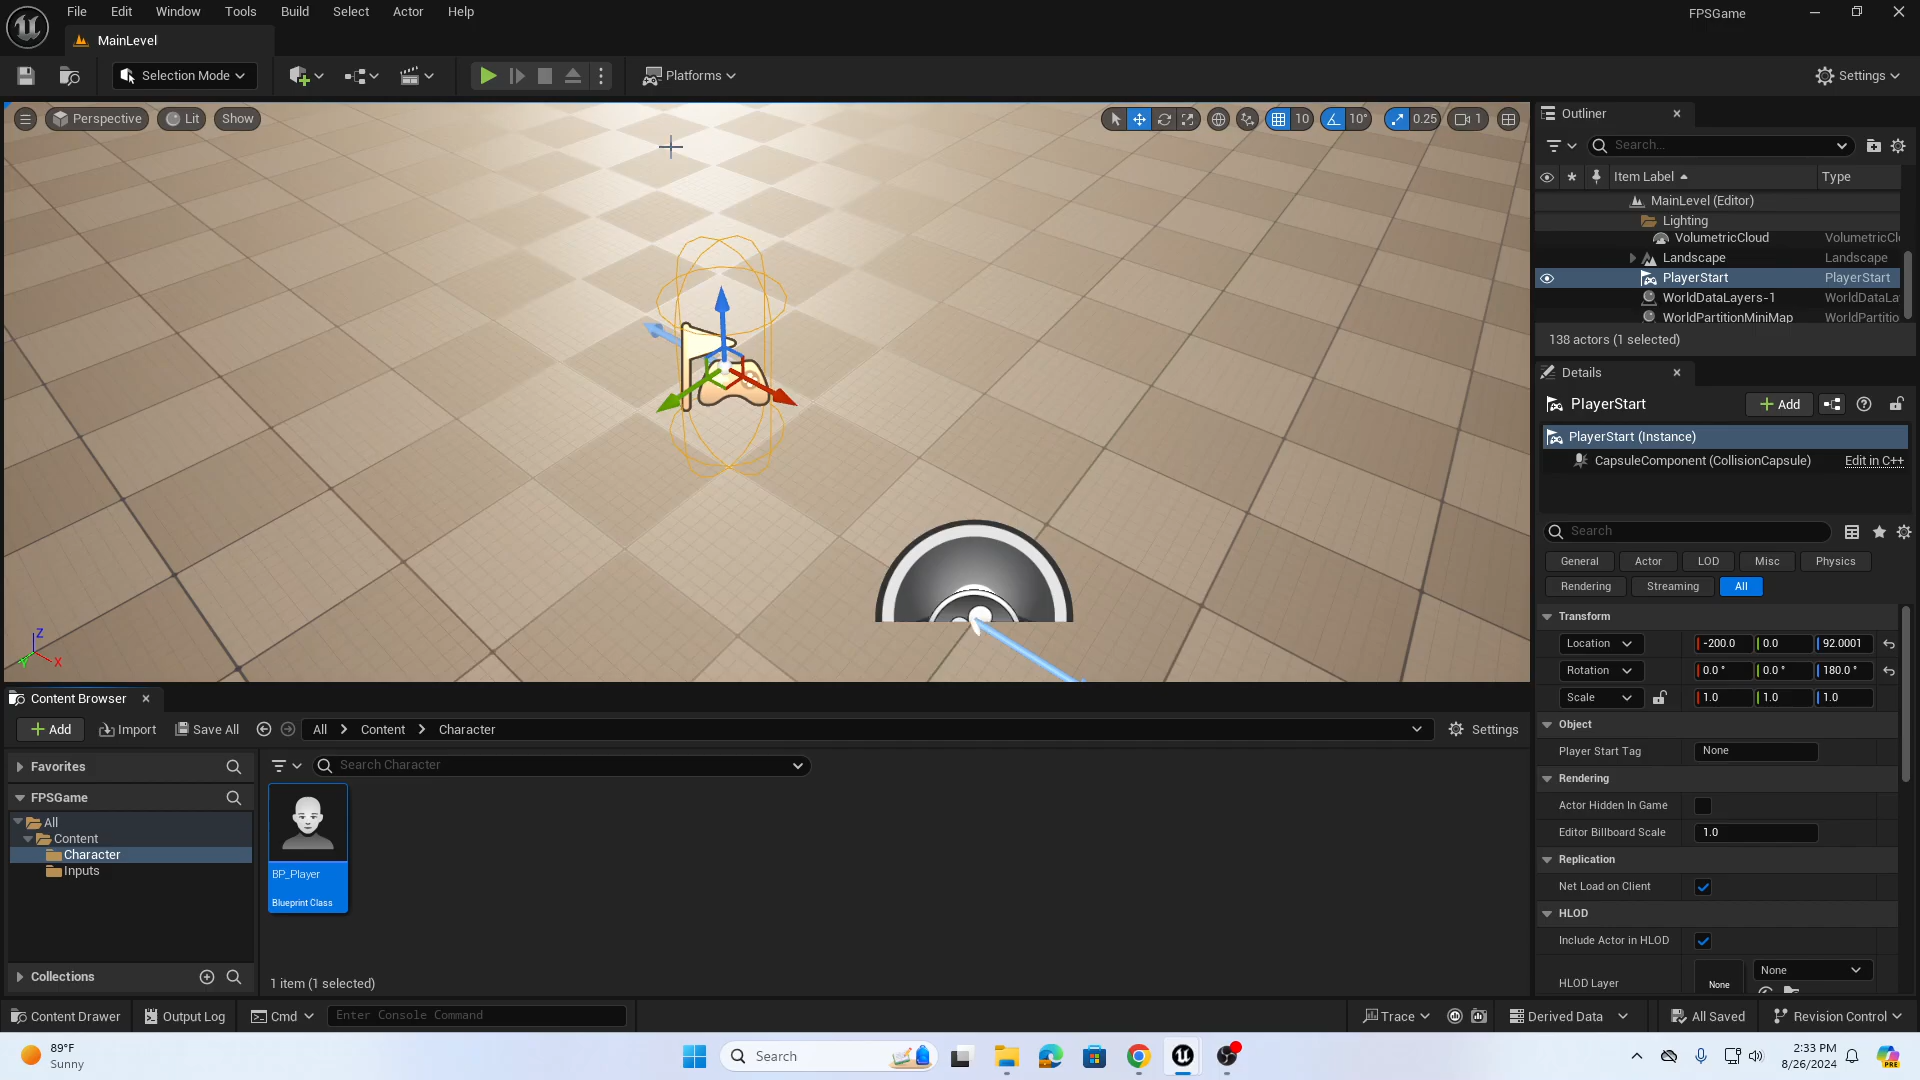 File Edit Window Tools Build Select Actor Help
FPSGame
MainLevel
Selection Mode
Platforms
Settings
Perspective
Lit
Show
10
10°
0.25
1
Outliner
Search...
Item Label
Type
MainLevel (Editor)
Lighting
VolumetricCloud VolumetricCl
Landscape Landscape
PlayerStart PlayerStart
WorldDataLayers-1 WorldDataLa
WorldPartitionMiniMap WorldPartitio
138 actors (1 selected)
Details
PlayerStart
Add
PlayerStart (Instance)
CapsuleComponent (CollisionCapsule) Edit in C++
Search
General Actor LOD Misc Physics
Rendering Streaming All
Transform
Location -200.0 0.0 92.0001
Rotation 0.0 ° 0.0 ° 180.0 °
Scale 1.0 1.0 1.0
Object
Player Start Tag None
Rendering
Actor Hidden In Game
Editor Billboard Scale 1.0
Replication
Net Load on Client
HLOD
Include Actor in HLOD
HLOD Layer None None
Z
Y X
Content Browser
Add Import Save All All Content Character Settings
Favorites
Search Character
FPSGame
All
Content
Character
Inputs
BP_Player
Blueprint Class
Collections
1 item (1 selected)
Content Drawer Output Log Cmd Enter Console Command Trace Derived Data All Saved Revision Control
89°F
Sunny
Search
2:33 PM
8/26/2024
PRE